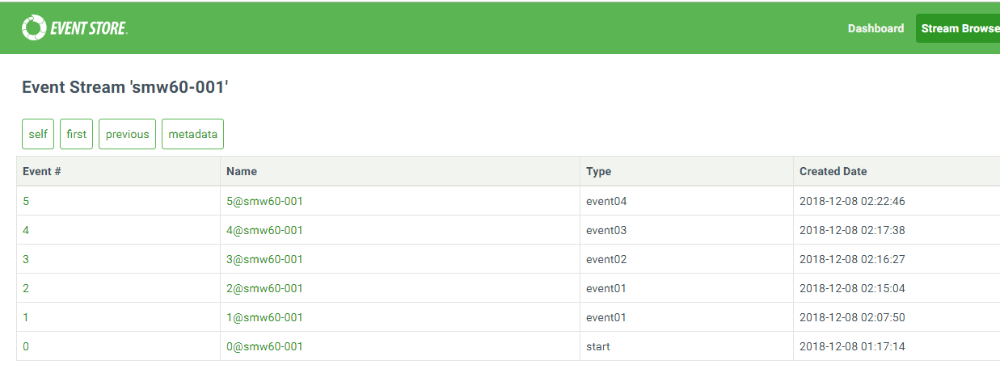 EVENT STORE
Dashboard Stream Browse
Event Stream 'smw60-001'
self first previous metadata
Event # Name Type Created Date
5 5@smw60-001 event04 2018-12-08 02:22:46
4 4@smw60-001 event03 2018-12-08 02:17:38
3 3@smw60-001 event02 2018-12-08 02:16:27
2 2@smw60-001 event01 2018-12-08 02:15:04
1 1@smw60-001 event01 2018-12-08 02:07:50
0 0@smw60-001 start 2018-12-08 01:17:14